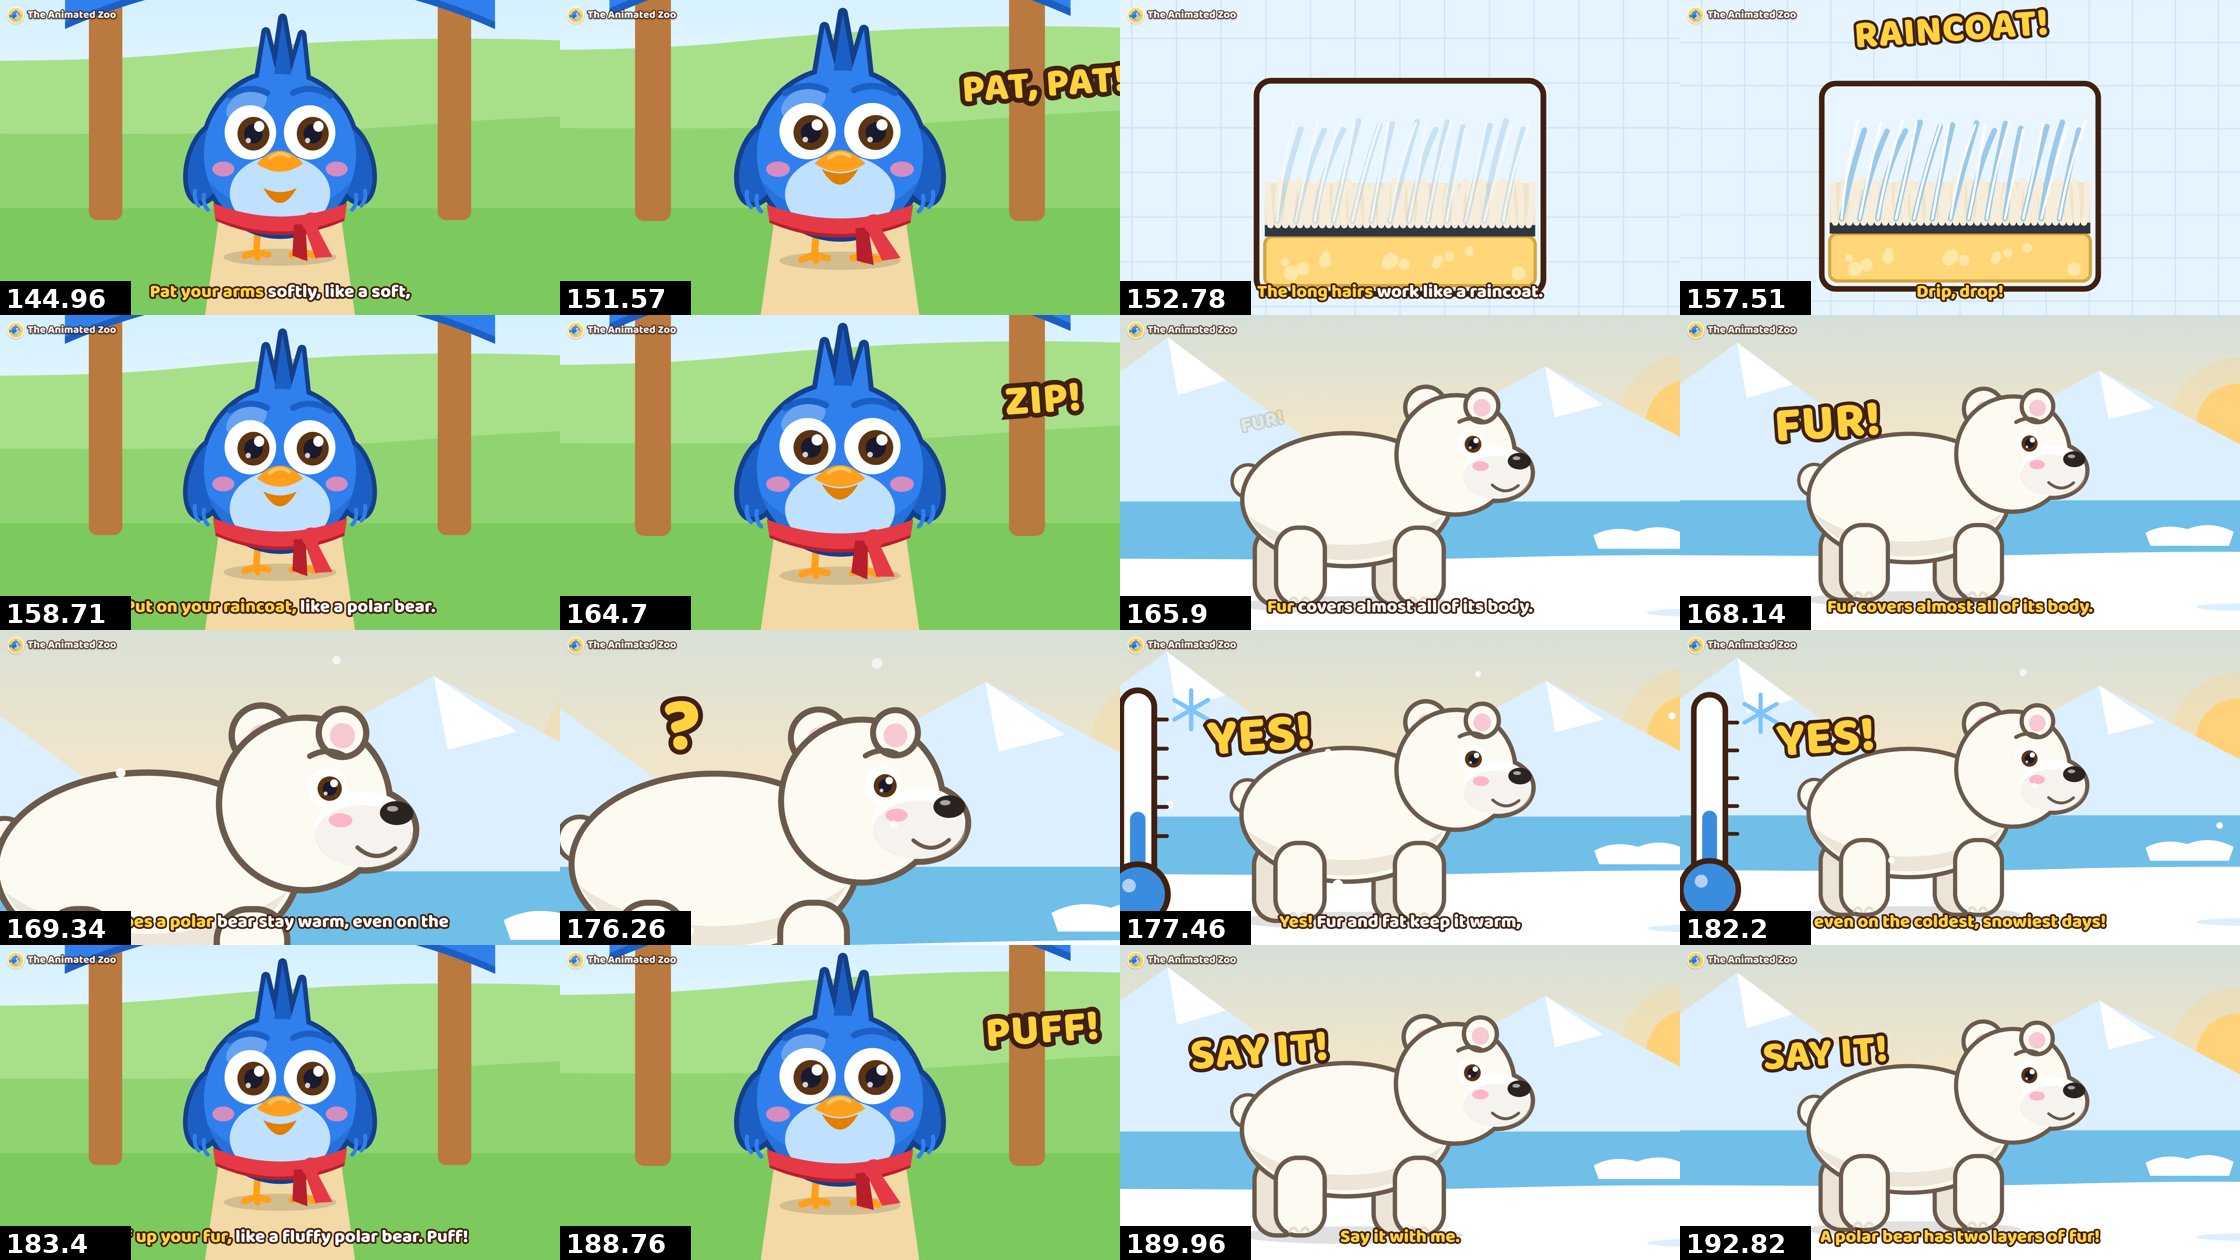 The Animated Zoo
Pat your arms softly, like a soft,
144.96
The Animated Zoo
PAT, PAT!
151.57
The Animated Zoo
The long hairs work like a raincoat.
152.78
The Animated Zoo
RAINCOAT!
Drip, drop!
157.51
The Animated Zoo
Put on your raincoat, like a polar bear.
158.71
The Animated Zoo
ZIP!
164.7
The Animated Zoo
FUR!
Fur covers almost all of its body.
165.9
The Animated Zoo
FUR!
Fur covers almost all of its body.
168.14
The Animated Zoo
a polar bear stay warm, even on the
169.34
The Animated Zoo
?
176.26
The Animated Zoo
YES!
Yes! Fur and fat keep it warm,
177.46
The Animated Zoo
YES!
even on the coldest, snowiest days!
182.2
The Animated Zoo
up your fur, like a fluffy polar bear. Puff!
183.4
The Animated Zoo
PUFF!
188.76
The Animated Zoo
SAY IT!
Say it with me.
189.96
The Animated Zoo
SAY IT!
A polar bear has two layers of fur!
192.82